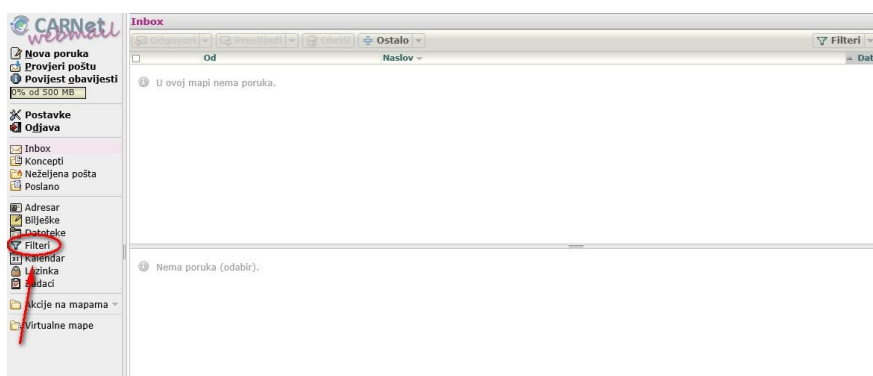 CARNet
webmail
Nova poruka
Provjeri poštu
Povijest obavijesti
0% od 500 MB
Postavke
Odjava
Inbox
Koncepti
Neželjena pošta
Poslano
Adresar
Bilješke
Datoteke
Filteri
31 Kalendar
Lozinka
Zadaci
Akcije na mapama
Virtualne mape
Inbox
Odgovori Proslijedi Obriši Ostalo Filteri
Od Naslov Dat
U ovoj mapi nema poruka.
Nema poruka (odabir).